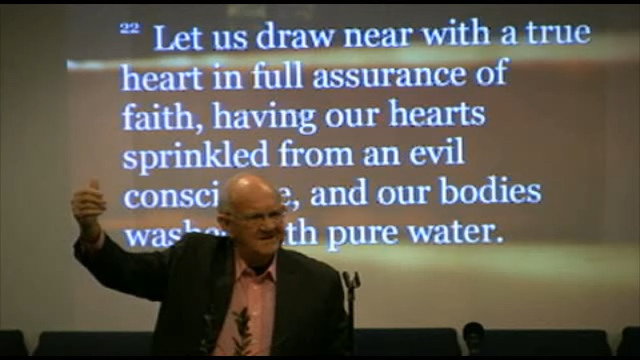 22 Let us draw near with a true
heart in full assurance of
faith, having our hearts
sprinkled from an evil
and our bodies
pure water.